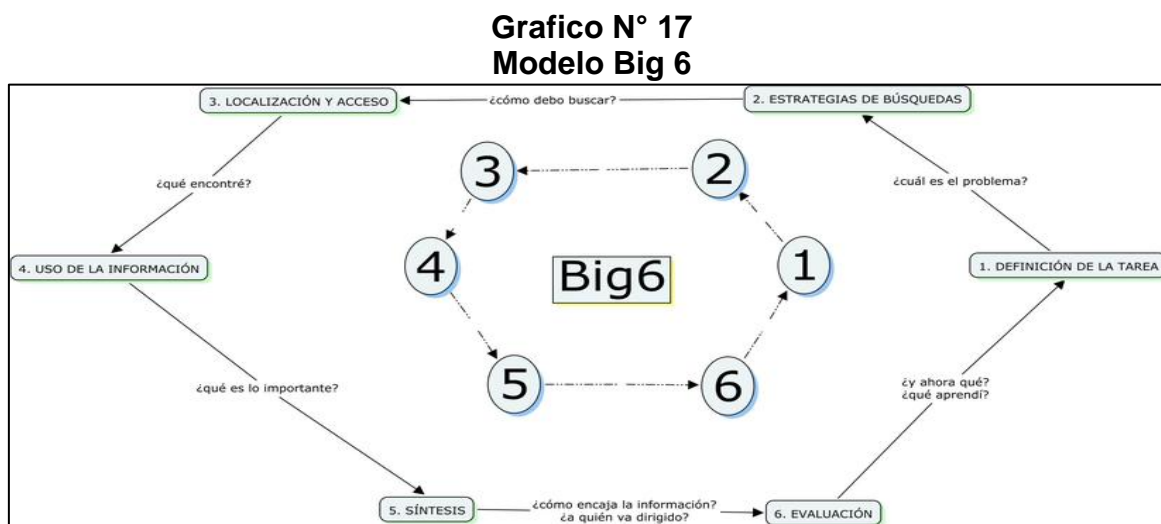 Grafico N° 17
Modelo Big 6
3. LOCALIZACIÓN Y ACCESO
¿cómo debo buscar?
2. ESTRATEGIAS DE BÚSQUEDAS
3
2
¿qué encontré?
¿cuál es el problema?
4. USO DE LA INFORMACIÓN
4
Big6
1
1. DEFINICIÓN DE LA TAREA
5
6
¿qué es lo importante?
¿y ahora qué?
¿qué aprendí?
5. SÍNTESIS
¿cómo encaja la información?
¿a quién va dirigido?
6. EVALUACIÓN